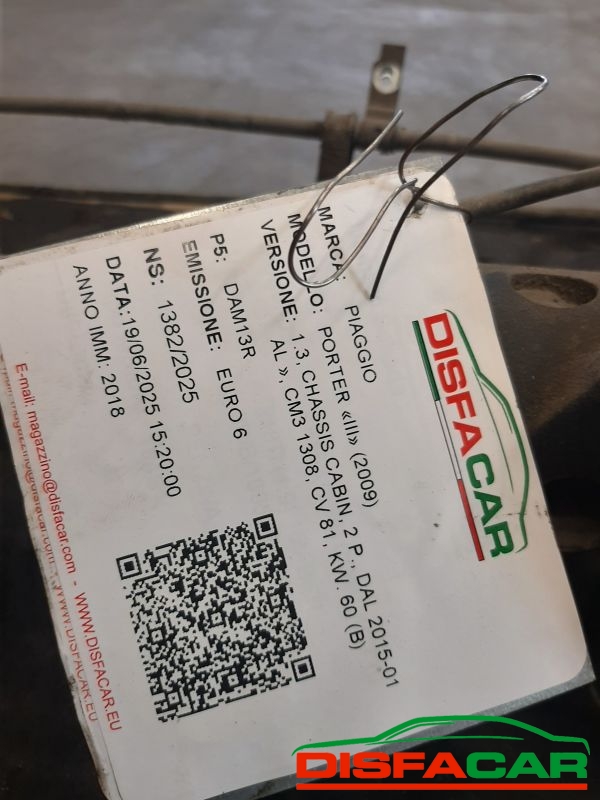 DISFACAR
MARCA: PIAGGIO
MODELLO: PORTER «III» (2009)
VERSIONE: 1.3, CHASSIS CABIN, 2 P., DAL 2015-01
AL », CM3 1308, CV 81, KW. 60 (B)
P5: DAM13R
EMISSIONE: EURO 6
NS: 1382/2025
DATA:19/06/2025 15:20:00
ANNO IMM: 2018
E-mail: magazzino@disfacar.com - WWW.DISFACAR.EU
DISFACAR